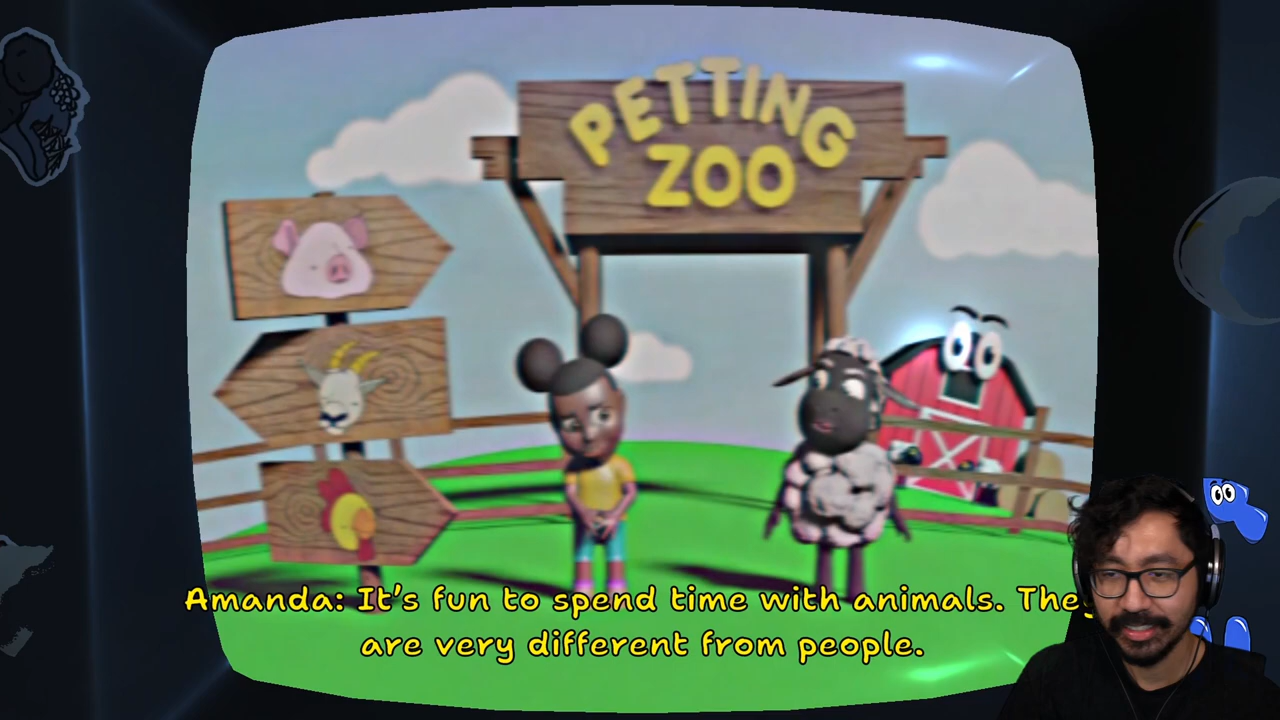 PETTING
ZOO
Amanda: It's fun to spend time with animals. They
are very different from people.